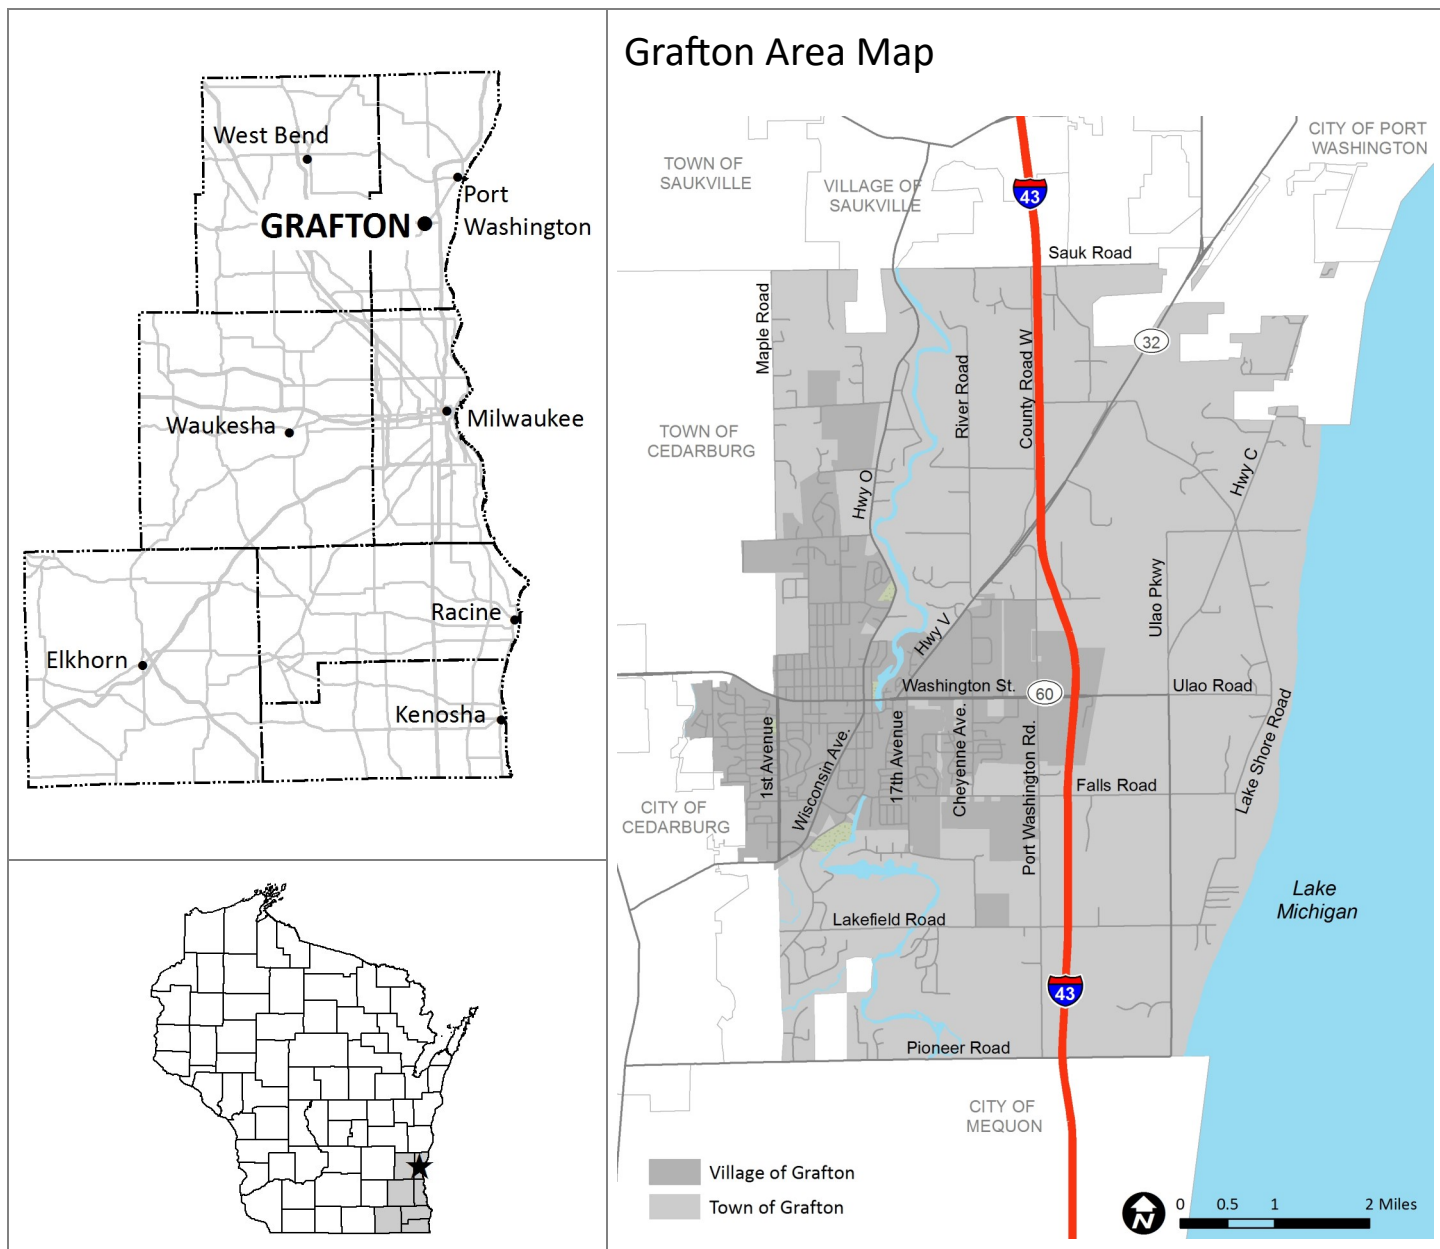 West Bend
Port
Washington
GRAFTON
Waukesha
Milwaukee
Racine
Elkhorn
Kenosha
Grafton Area Map
CITY OF PORT
WASHINGTON
TOWN OF
SAUKVILLE
VILLAGE OF
SAUKVILLE
43
Sauk Road
Maple Road
32
River Road
County Road W
TOWN OF
CEDARBURG
Hwy O
Hwy C
Ulao Pkwy
Hwy V
Washington St.
60
Ulao Road
1st Avenue
Wisconsin Ave.
17th Avenue
Cheyenne Ave.
Port Washington Rd.
Falls Road
Lake Shore Road
CITY OF
CEDARBURG
Lake
Michigan
Lakefield Road
43
Pioneer Road
CITY OF
MEQUON
Village of Grafton
Town of Grafton
N
0 0.5 1 2 Miles